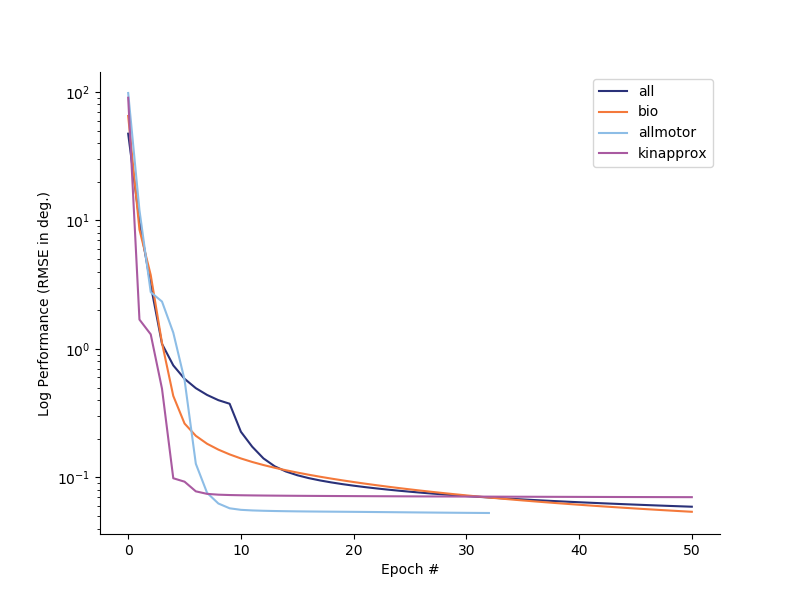 all
bio
allmotor
kinapprox
10²
10¹
10⁰
10⁻¹
Log Performance (RMSE in deg.)
0 10 20 30 40 50
Epoch #